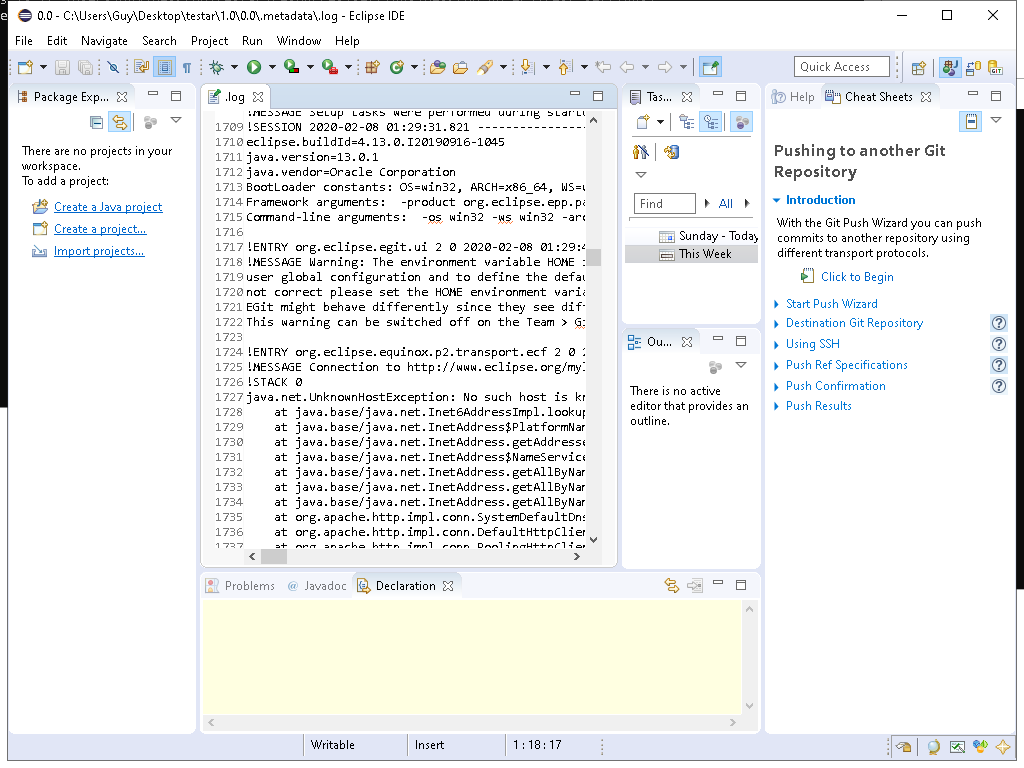 0.0 - C:\Users\Guy\Desktop\testar\1.0\0.0\.metadata\.log - Eclipse IDE
File Edit Navigate Search Project Run Window Help
Quick Access
Package Exp...
There are no projects in your
workspace.
To add a project:
Create a Java project
Create a project...
Import projects...
.log
!MESSAGE Setup tasks were performed during start
1709 !SESSION 2020-02-08 01:29:31.821 ----------------
1710 eclipse.buildId=4.13.0.I20190916-1045
1711 java.version=13.0.1
1712 java.vendor=Oracle Corporation
1713 BootLoader constants: OS=win32, ARCH=x86_64, WS=
1714 Framework arguments:  -product org.eclipse.epp.pa
1715 Command-line arguments:  -os win32 -ws win32 -ar
1716
1717 !ENTRY org.eclipse.egit.ui 2 0 2020-02-08 01:29:4
1718 !MESSAGE Warning: The environment variable HOME
1719 user global configuration and to define the defau
1720 not correct please set the HOME environment varia
1721 EGit might behave differently since they see dif
1722 This warning can be switched off on the Team > G
1723
1724 !ENTRY org.eclipse.equinox.p2.transport.ecf 2 0 2
1725 !MESSAGE Connection to http://www.eclipse.org/my
1726 !STACK 0
1727 java.net.UnknownHostException: No such host is k
1728 at java.base/java.net.Inet6AddressImpl.lookup
1729 at java.base/java.net.InetAddress$PlatformNa
1730 at java.base/java.net.InetAddress.getAddresse
1731 at java.base/java.net.InetAddress$NameService
1732 at java.base/java.net.InetAddress.getAllByNa
1733 at java.base/java.net.InetAddress.getAllByNa
1734 at java.base/java.net.InetAddress.getAllByNa
1735 at org.apache.http.impl.conn.SystemDefaultDns
1736 at org.apache.http.impl.conn.DefaultHttpClie
1737 at org.apache.http.impl.conn.PoolingHttpClie
Tas...
Find All
Sunday - Today
This Week
Ou...
There is no active
editor that provides an
outline.
Help Cheat Sheets
Pushing to another Git
Repository
Introduction
With the Git Push Wizard you can push
commits to another repository using
different transport protocols.
Click to Begin
Start Push Wizard
Destination Git Repository
Using SSH
Push Ref Specifications
Push Confirmation
Push Results
Problems @ Javadoc Declaration
Writable Insert 1 : 18 : 17